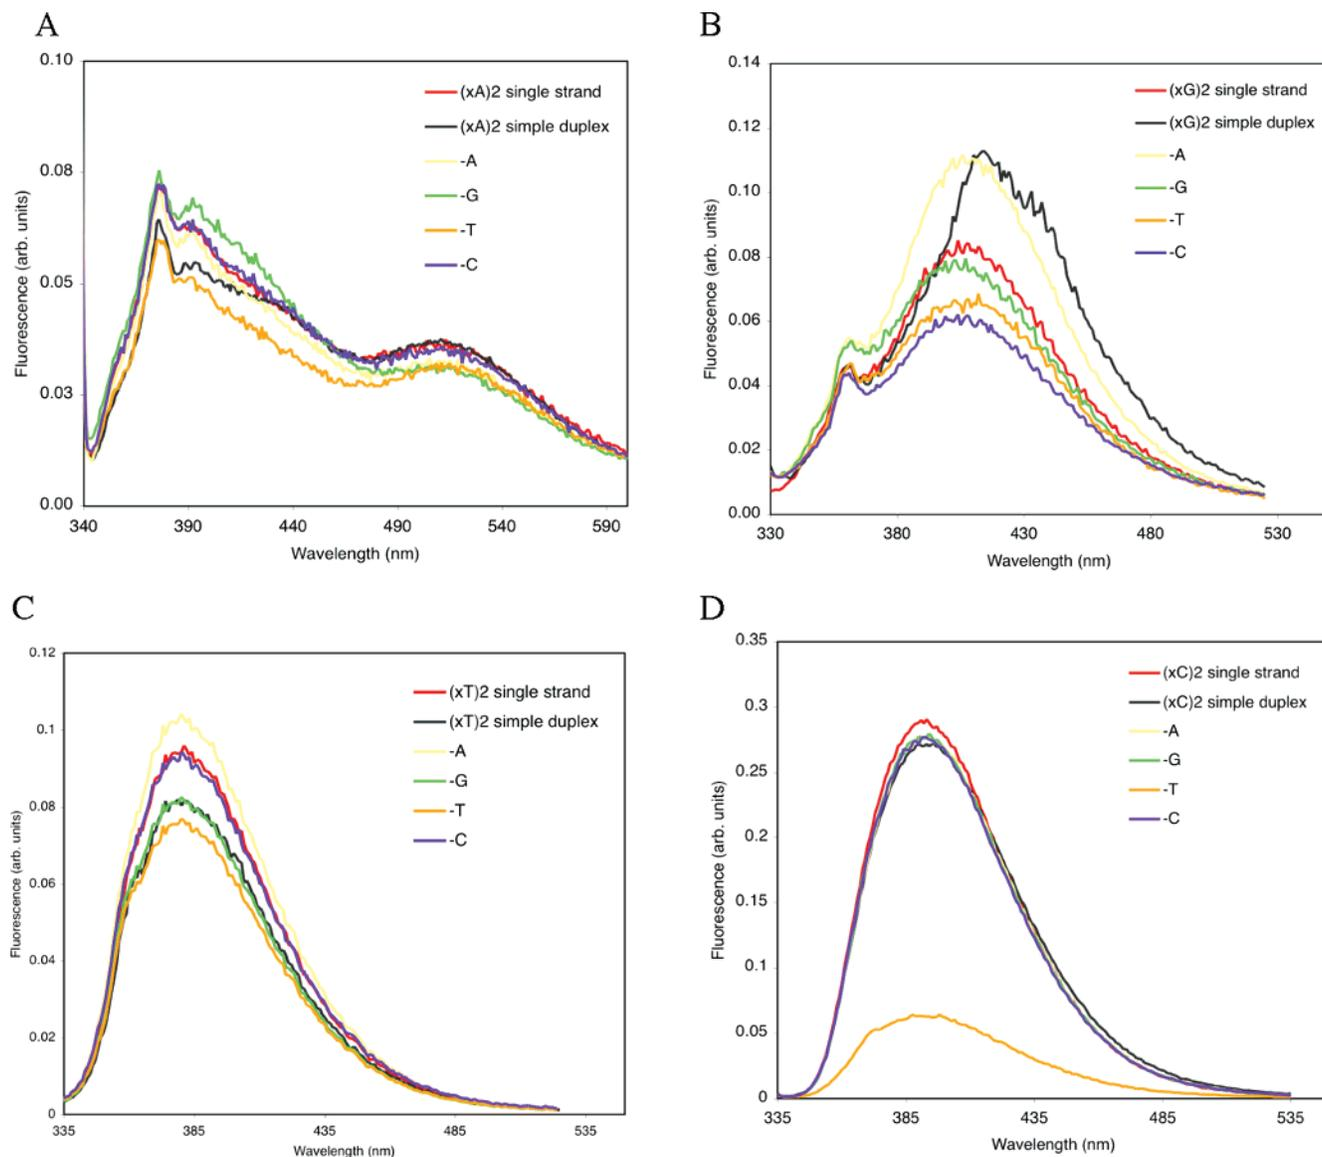 A
0.10
0.08
0.05
0.03
0.00
340 390 440 490 540 590
Fluorescence (arb. units)
Wavelength (nm)
(xA)2 single strand
(xA)2 simple duplex
-A
-G
-T
-C
B
0.14
0.12
0.10
0.08
0.06
0.04
0.02
0.00
330 380 430 480 530
Fluorescence (arb. units)
Wavelength (nm)
(xG)2 single strand
(xG)2 simple duplex
-A
-G
-T
-C
C
0.12
0.1
0.08
0.06
0.04
0.02
0
335 385 435 485 535
Fluorescence (arb. units)
Wavelength (nm)
(xT)2 single strand
(xT)2 simple duplex
-A
-G
-T
-C
D
0.35
0.3
0.25
0.2
0.15
0.1
0.05
0
335 385 435 485 535
Fluorescence (arb. units)
Wavelength (nm)
(xC)2 single strand
(xC)2 simple duplex
-A
-G
-T
-C